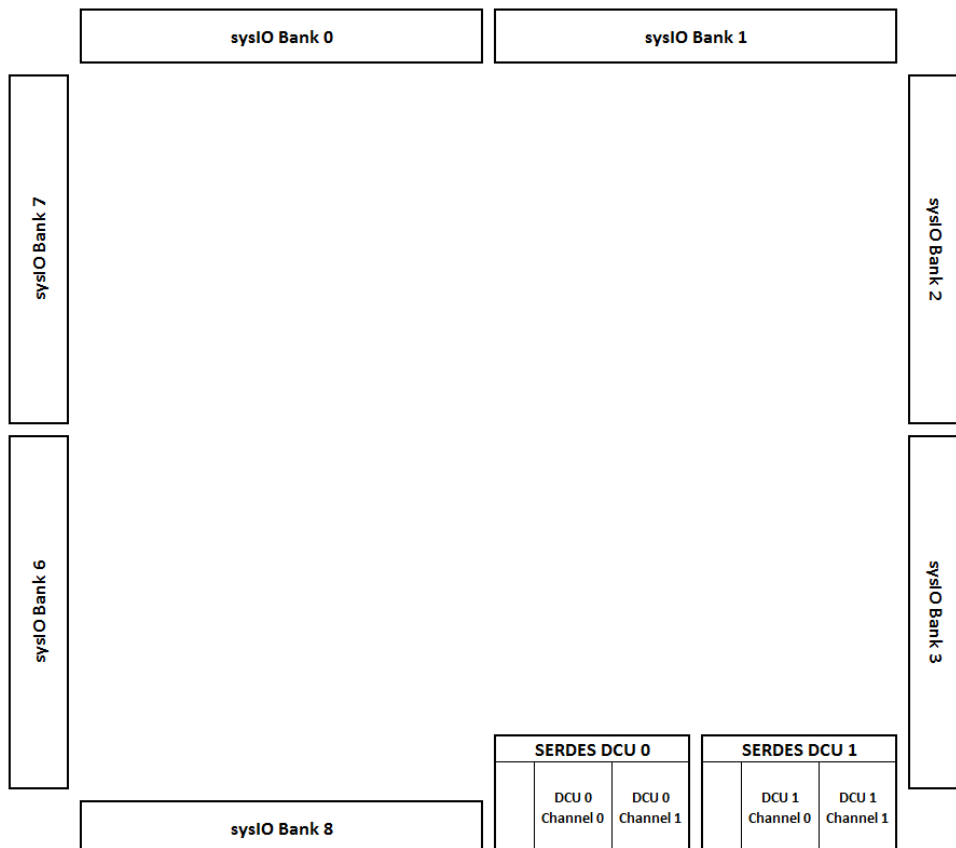 sysIO Bank 0
sysIO Bank 1
sysIO Bank 7
sysIO Bank 2
sysIO Bank 6
sysIO Bank 3
SERDES DCU 0
SERDES DCU 1
DCU 0
Channel 0
DCU 0
Channel 1
DCU 1
Channel 0
DCU 1
Channel 1
sysIO Bank 8